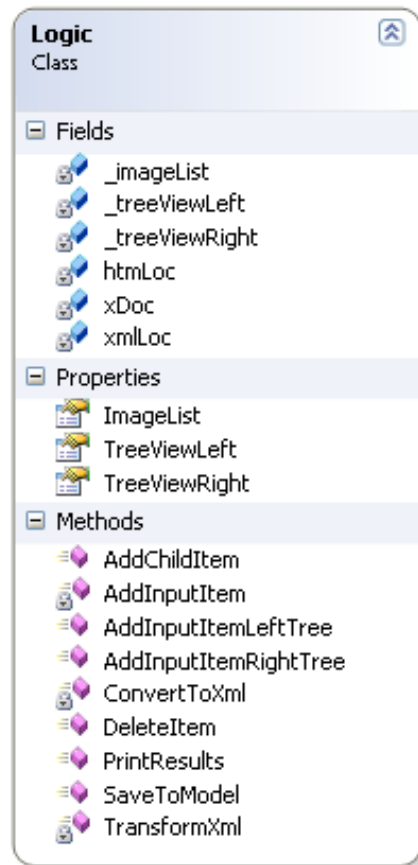 Logic
Class
Fields
_imageList
_treeViewLeft
_treeViewRight
htmLoc
xDoc
xmlLoc
Properties
ImageList
TreeViewLeft
TreeViewRight
Methods
AddChildItem
AddInputItem
AddInputItemLeftTree
AddInputItemRightTree
ConvertToXml
DeleteItem
PrintResults
SaveToModel
TransformXml